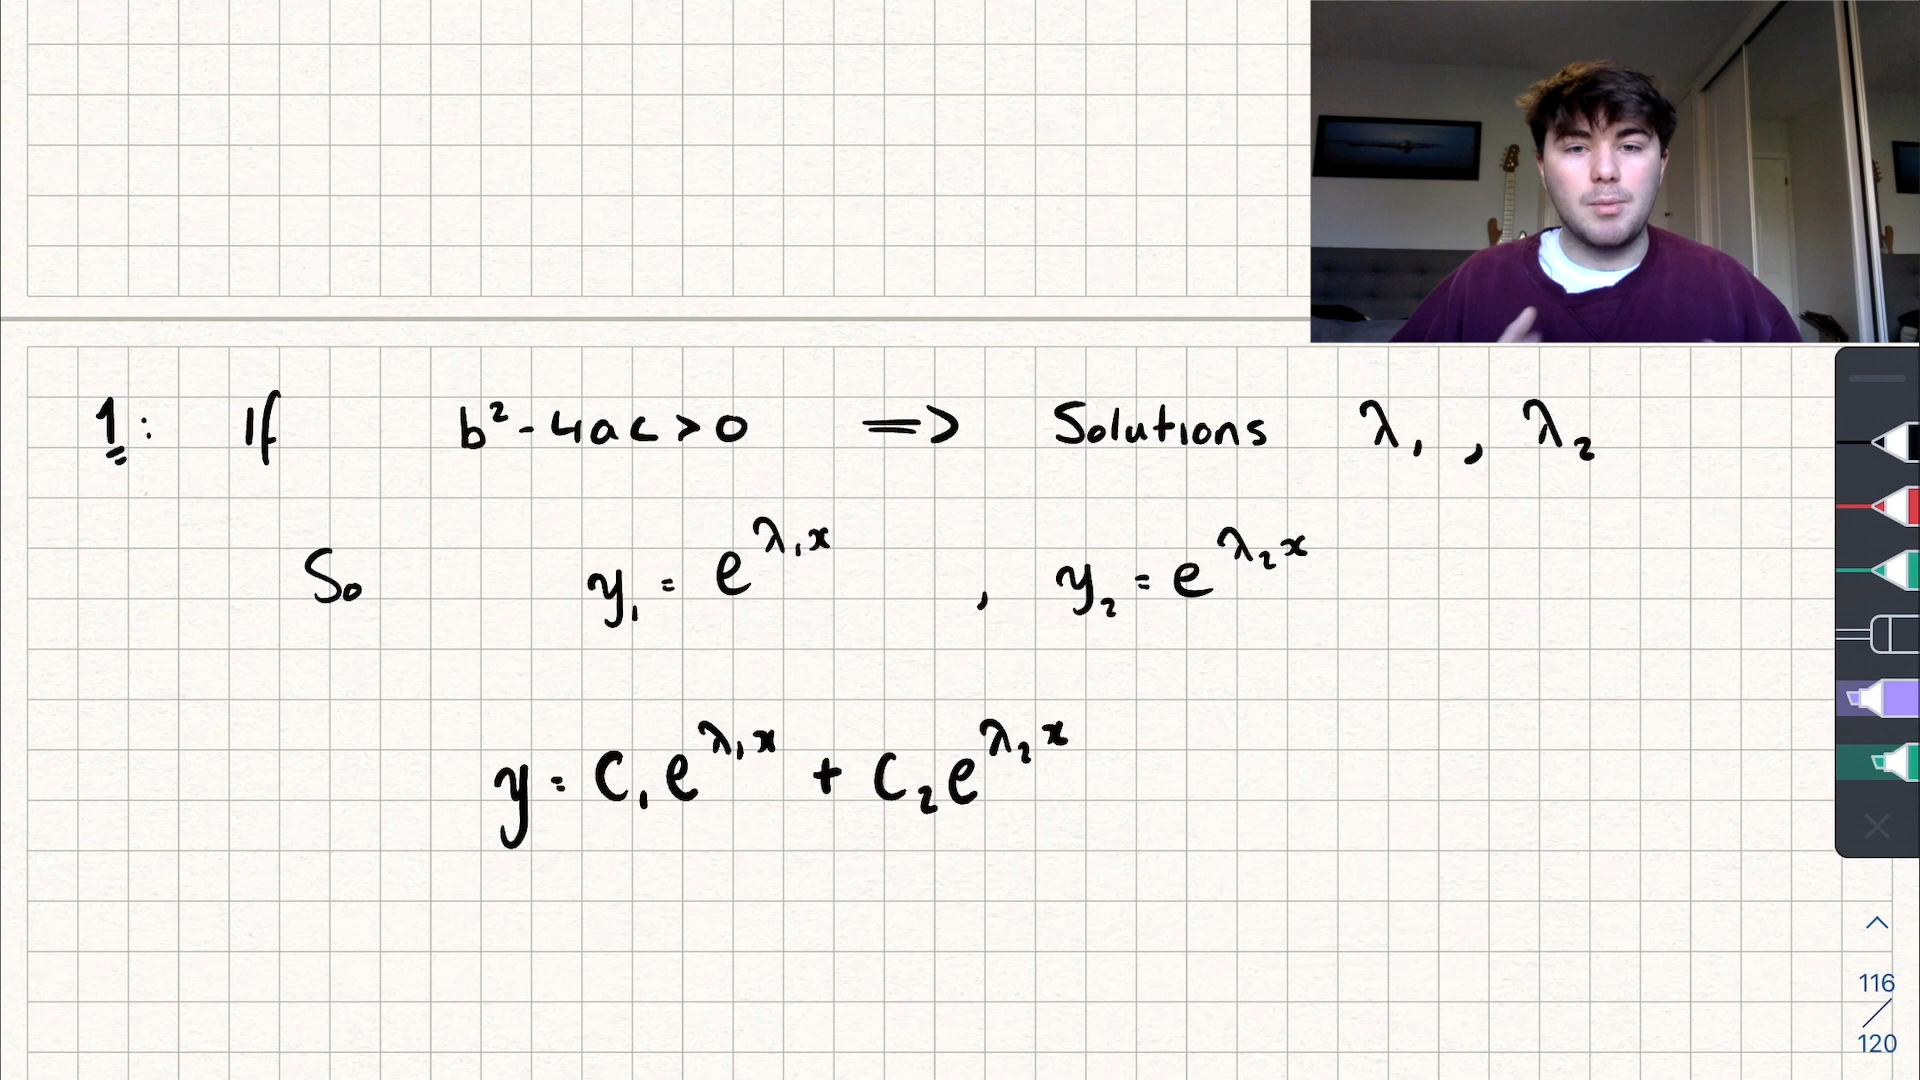 1: If b²-4ac>0 => Solutions λ₁, λ₂
So y₁ = e^{λ₁x} , y₂ = e^{λ₂x}
y = C₁e^{λ₁x} + C₂e^{λ₂x}
116
120